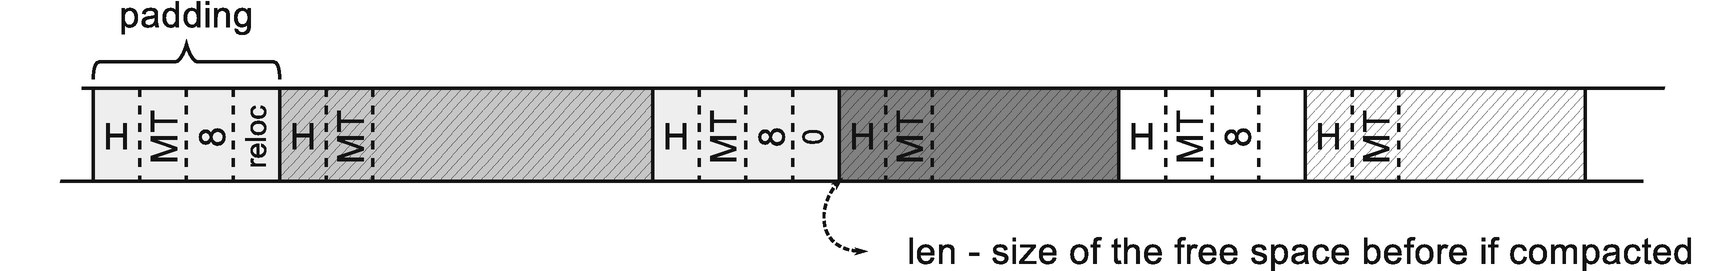 padding
H MT 8 reloc H MT H MT 8 0 H MT H MT 8 H MT
len - size of the free space before if compacted